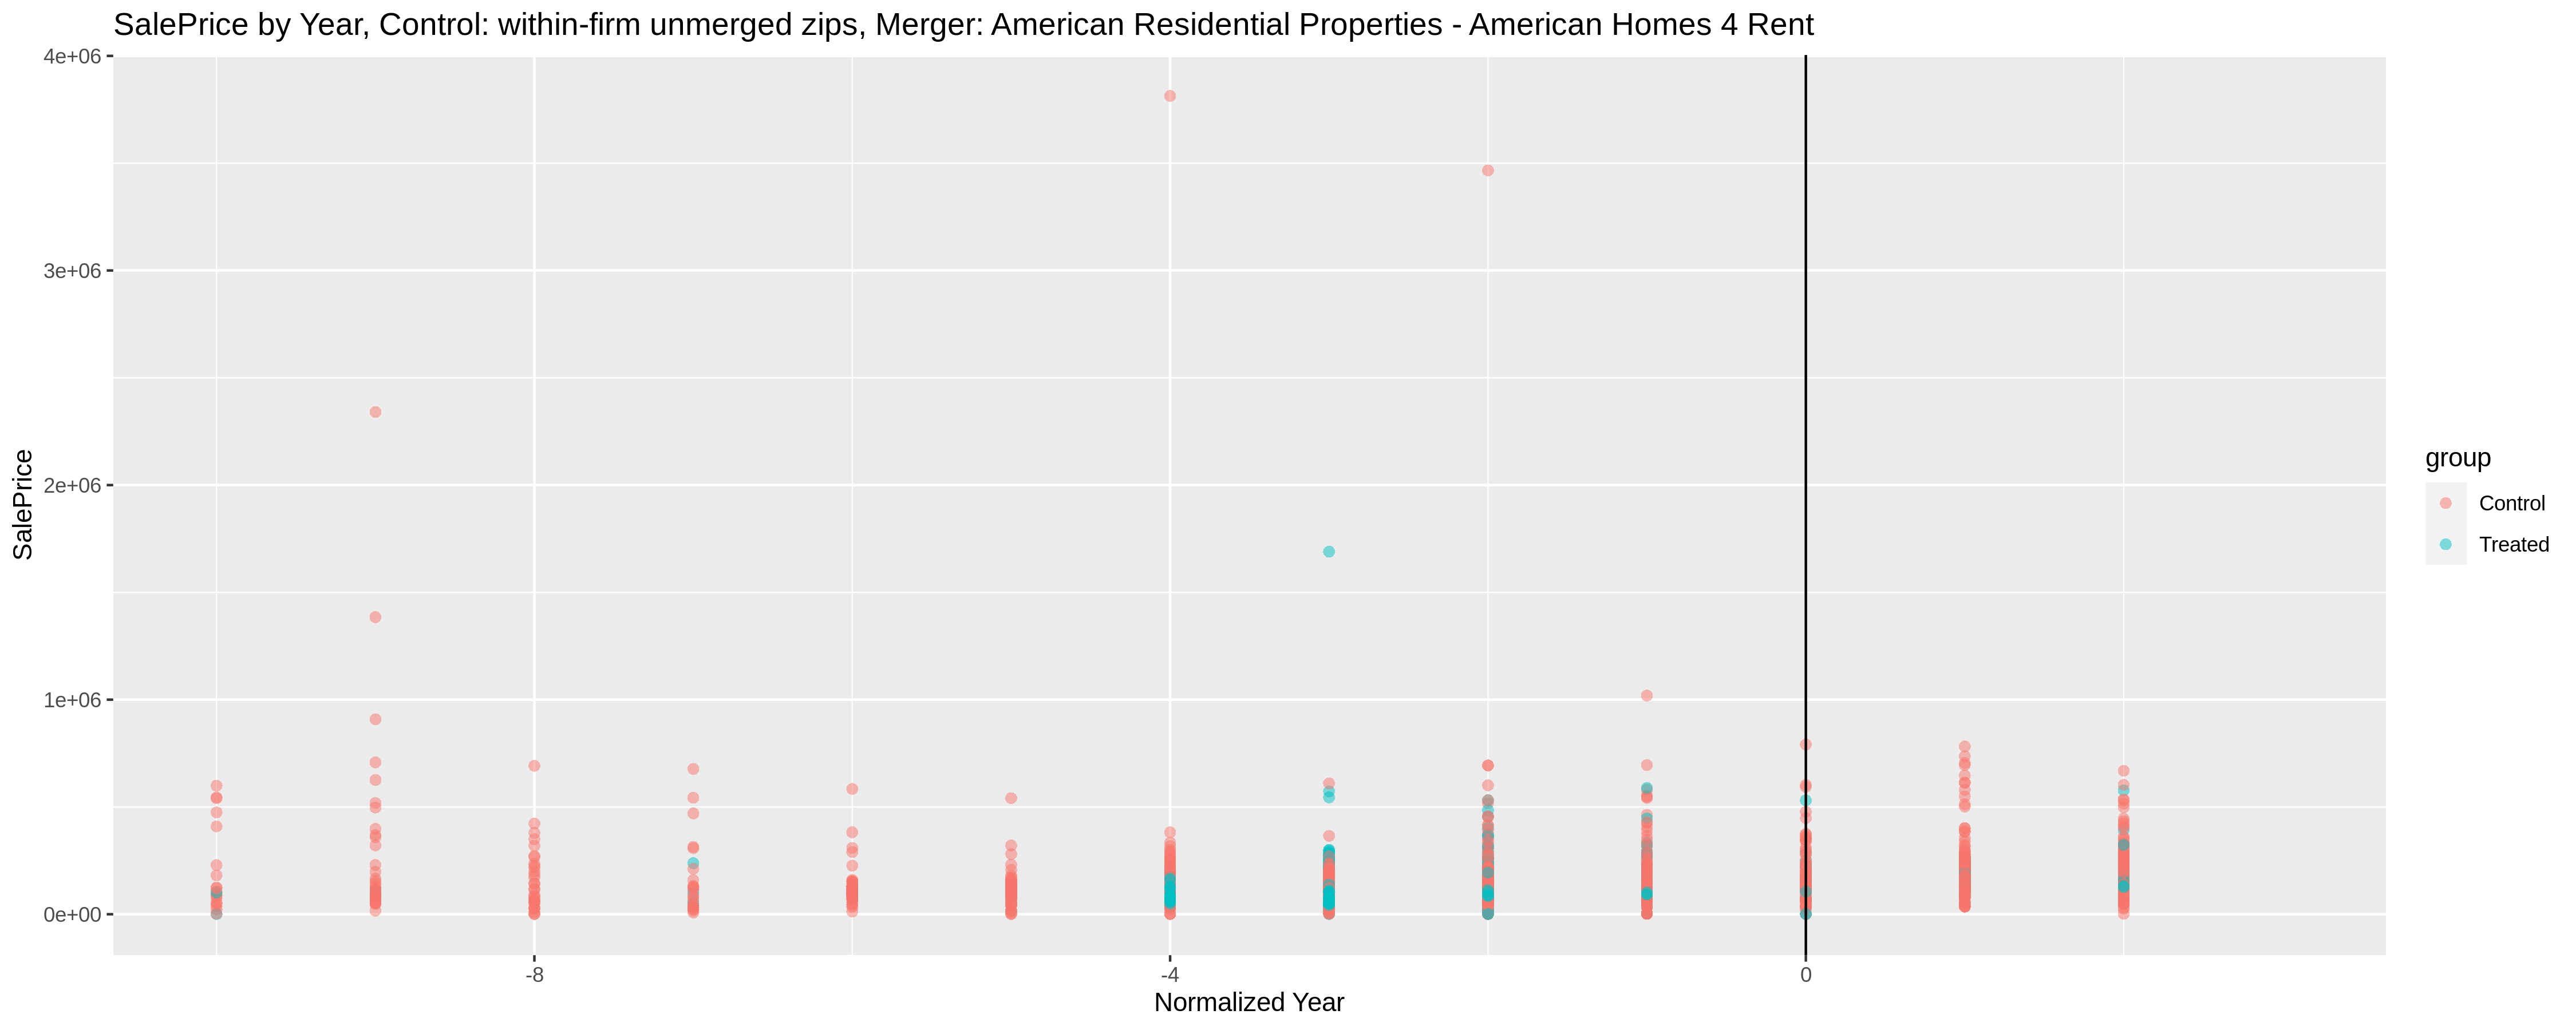 SalePrice by Year, Control: within-firm unmerged zips, Merger: American Residential Properties - American Homes 4 Rent
4e+06
3e+06
2e+06
1e+06
0e+00
SalePrice
-8
-4
0
Normalized Year
group
Control
Treated